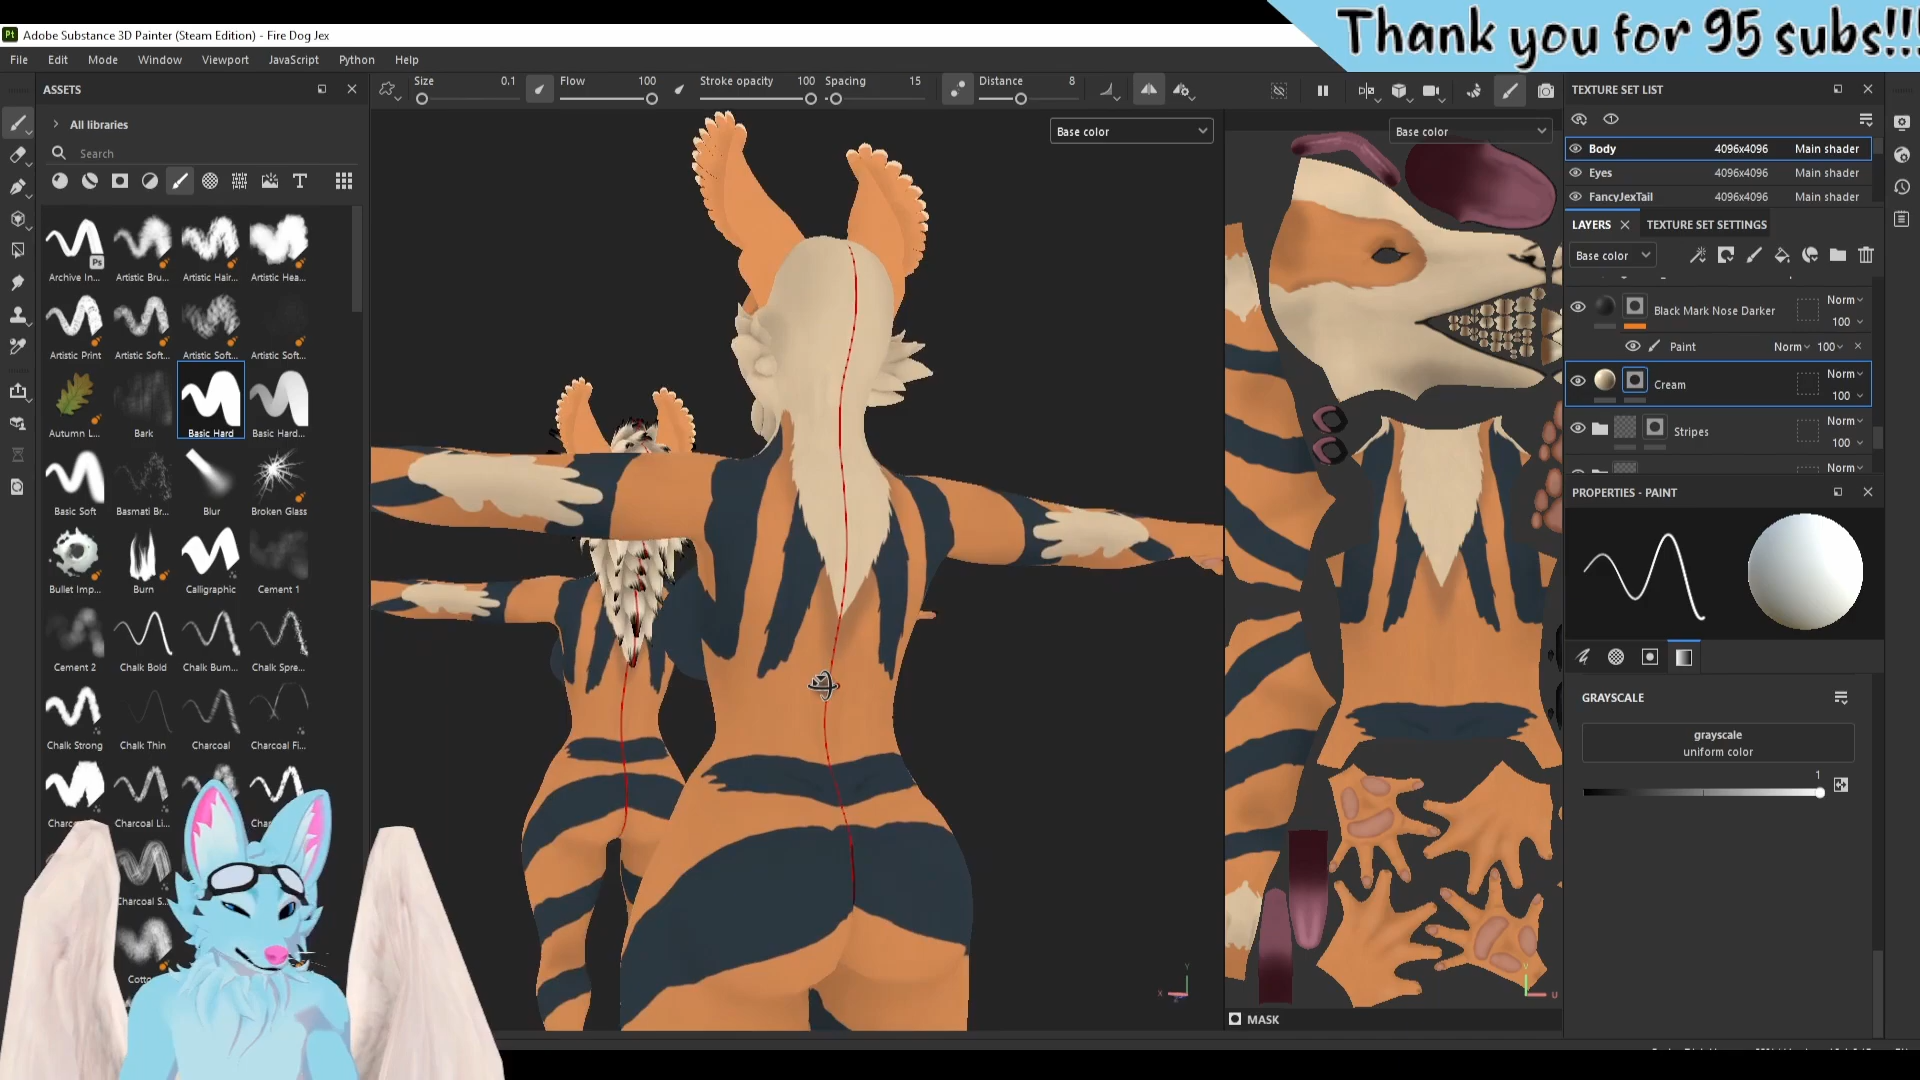 Thank you for 95 subs!!!
Adobe Substance 3D Painter (Steam Edition) - Fire Dog Jex
File Edit Mode Window Viewport JavaScript Python Help
ASSETS
Size 0.1 Flow 100 Stroke opacity 100 Spacing 15 Distance 8
TEXTURE SET LIST
All libraries
Search
Base color
Base color
Body 4096x4096 Main shader
Eyes 4096x4096 Main shader
FancyJexTail 4096x4096 Main shader
LAYERS TEXTURE SET SETTINGS
Base color
Archive In... Artistic Bru... Artistic Hair... Artistic Hea...
Black Mark Nose Darker Norm 100
Paint Norm 100
Artistic Print Artistic Soft... Artistic Soft... Artistic Soft...
Cream Norm 100
Autumn L... Bark Basic Hard Basic Hard...
Stripes Norm 100
Norm
Basic Soft Basmati Br... Blur Broken Glass
PROPERTIES - PAINT
Bullet Imp... Burn Calligraphic Cement 1
Cement 2 Chalk Bold Chalk Bum... Chalk Spre...
GRAYSCALE
grayscale
uniform color
1
Chalk Strong Chalk Thin Charcoal Charcoal Fi...
Charcoal Li...
Charcoal S...
MASK